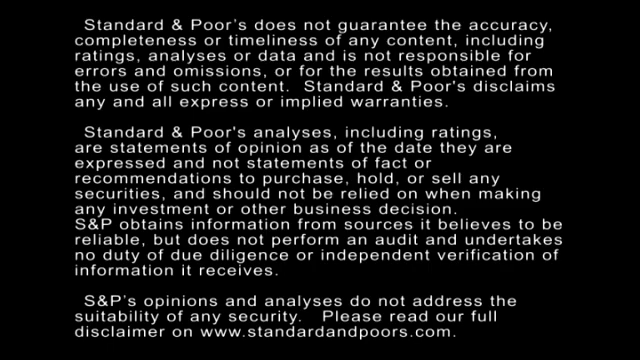 Standard & Poor's does not guarantee the accuracy,
completeness or timeliness of any content, including
ratings, analyses or data and is not responsible for
errors and omissions, or for the results obtained from
the use of such content.  Standard & Poor's disclaims
any and all express or implied warranties.
Standard & Poor's analyses, including ratings,
are statements of opinion as of the date they are
expressed and not statements of fact or
recommendations to purchase, hold, or sell any
securities, and should not be relied on when making
any investment or other business decision.
S&P obtains information from sources it believes to be
reliable, but does not perform an audit and undertakes
no duty of due diligence or independent verification of
information it receives.
S&P's opinions and analyses do not address the
suitability of any security.   Please read our full
disclaimer on www.standardandpoors.com.